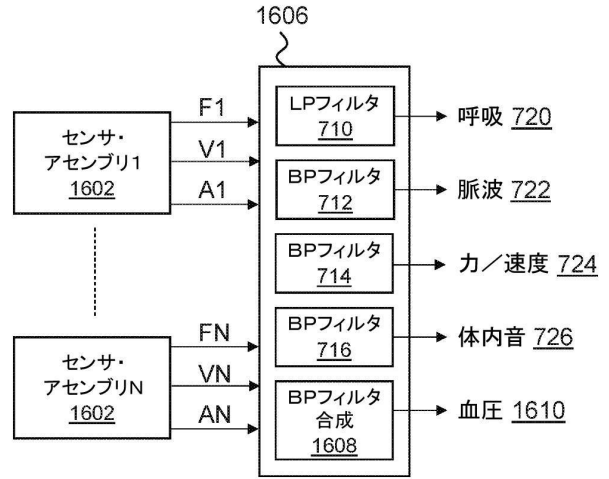 1606
センサ・
アセンブリ1
1602
F1
V1
A1
LPフィルタ
710
呼吸 720
BPフィルタ
712
脈波 722
BPフィルタ
714
力／速度 724
センサ・
アセンブリN
1602
FN
VN
AN
BPフィルタ
716
体内音 726
BPフィルタ
合成
1608
血圧 1610